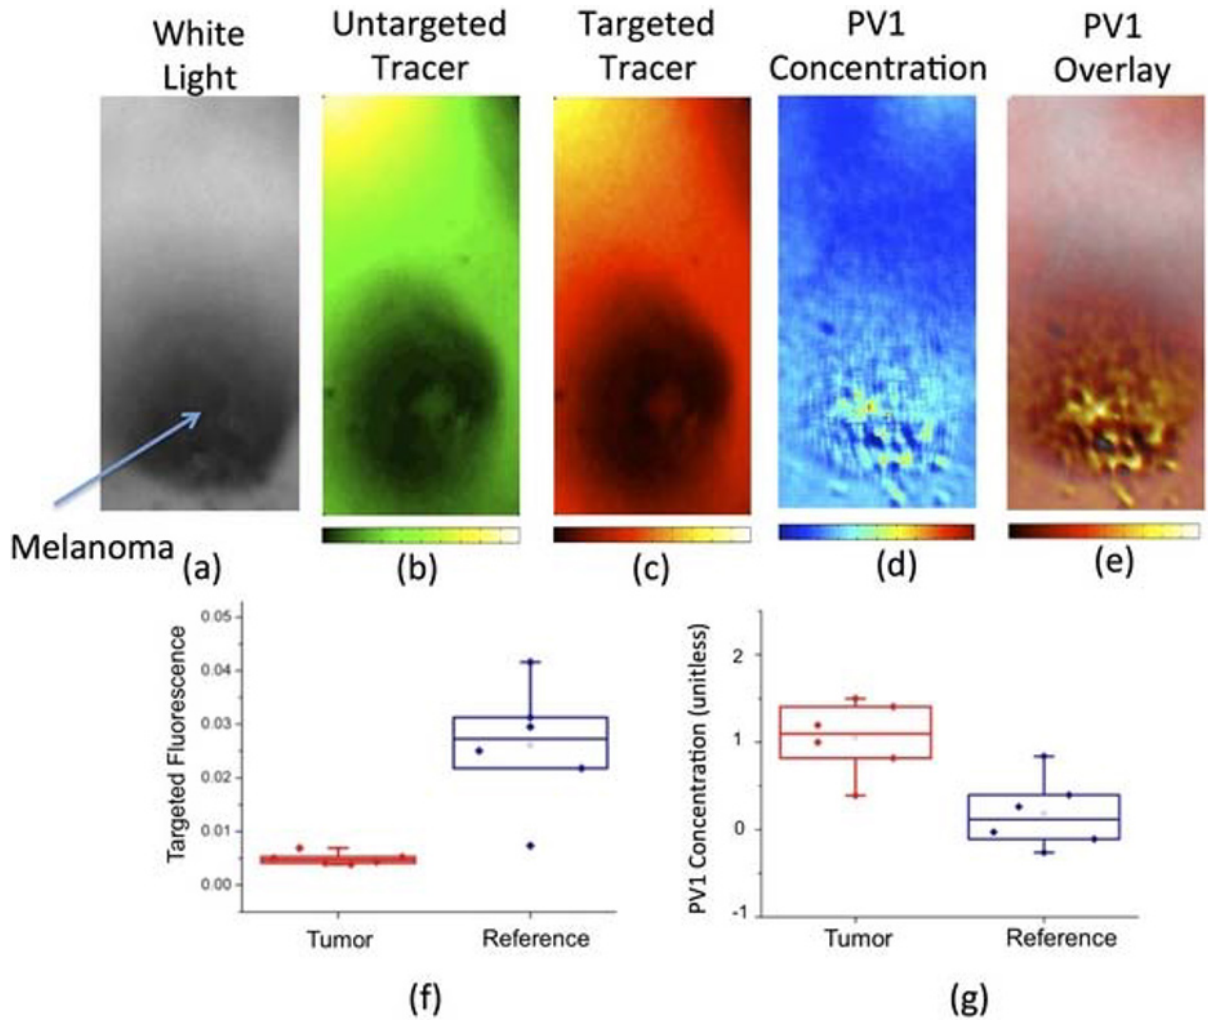 White
Light
Untargeted
Tracer
Targeted
Tracer
PV1
Concentration
PV1
Overlay
Melanoma
(a)
(b)
(c)
(d)
(e)
Targeted Fluorescence
0.05
0.04
0.03
0.02
0.01
0.00
Tumor
Reference
(f)
PV1 Concentration (unitless)
2
1
0
-1
Tumor
Reference
(g)